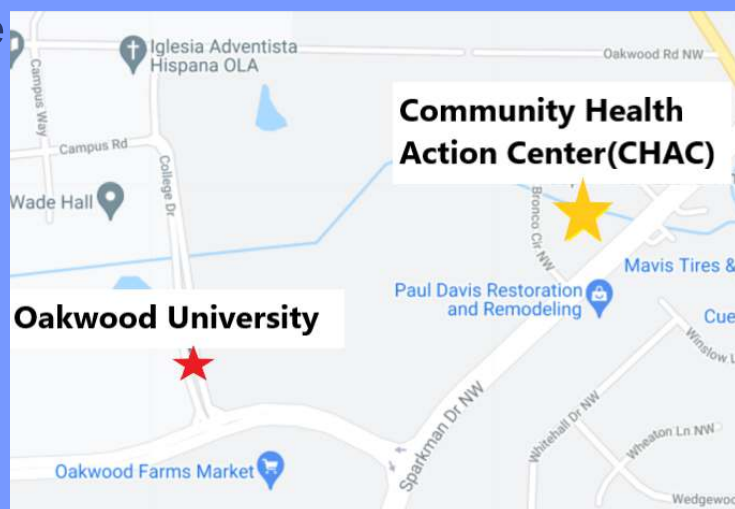 e
Iglesia Adventista
Hispana OLA
Oakwood Rd NW
Campus Way
Community Health
Action Center(CHAC)
Campus Rd
College Dr
Wade Hall
Bronco Cir NW
Mavis Tires &
Paul Davis Restoration
and Remodeling
Oakwood University
Cue
Winslow L
Sparkman Dr NW
Whitehall Dr NW
Wheaton Ln NW
Oakwood Farms Market
Wedgewoo